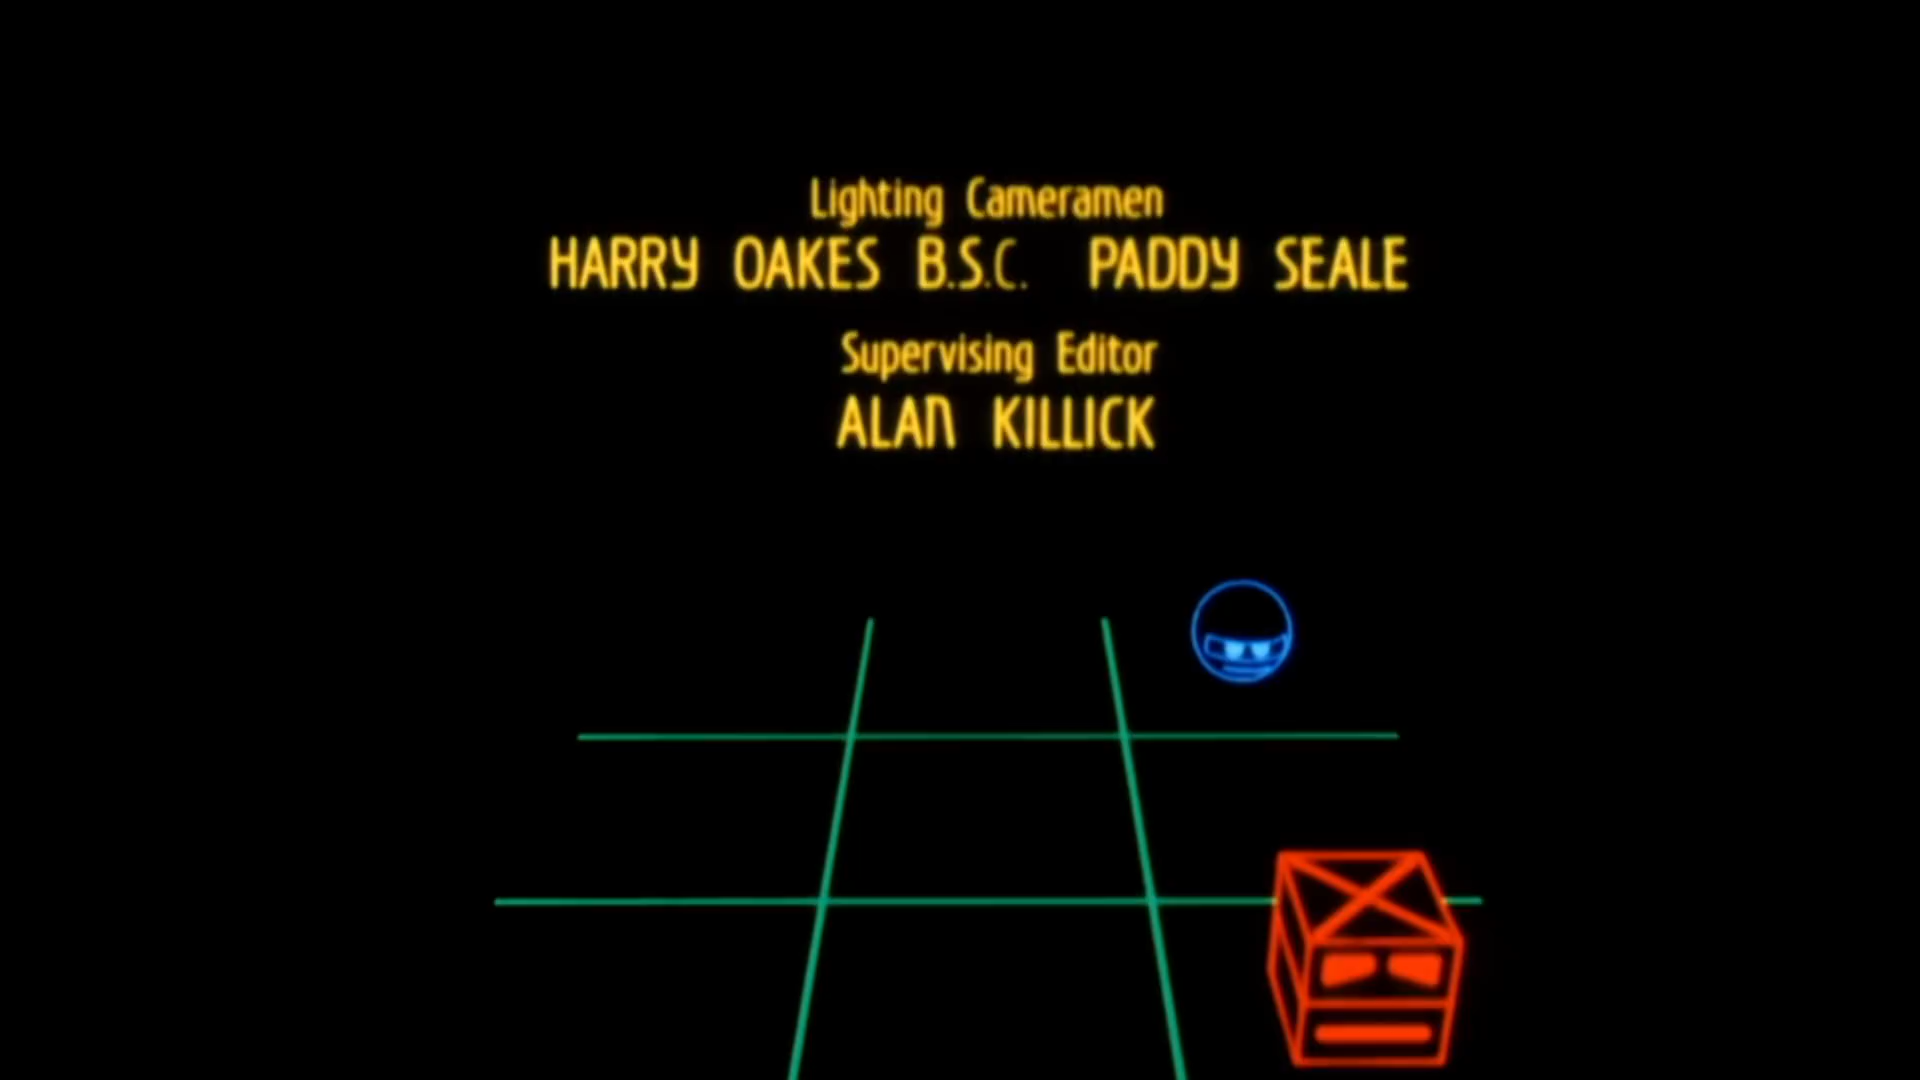 Lighting Cameramen
HARRY OAKES B.S.C. PADDY SEALE
Supervising Editor
ALAN KILLICK